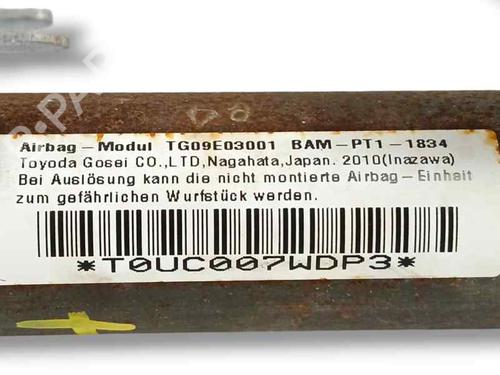 Airbag-Modul TG09E03001 BAM-PT1-1834
Toyoda Gosei CO.,LTD,Nagahata,Japan. 2010(Inazawa)
Bei Auslösung kann die nicht montierte Airbag-Einheit
zum gefährlichen Wurfstück werden.
*T0UC007WDP3*